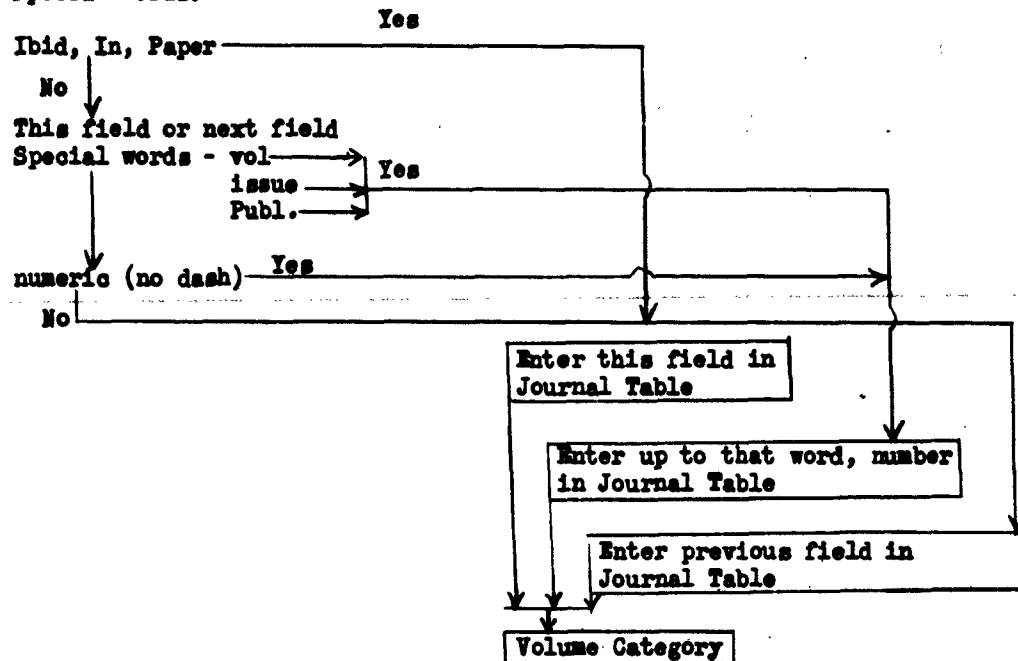 Yes
Ibid, In, Paper
No
This field or next field
Special words - vol
Yes
issue
Publ.
numeric (no dash) Yes
No
Enter this field in
Journal Table
Enter up to that word, number
in Journal Table
Enter previous field in
Journal Table
Volume Category